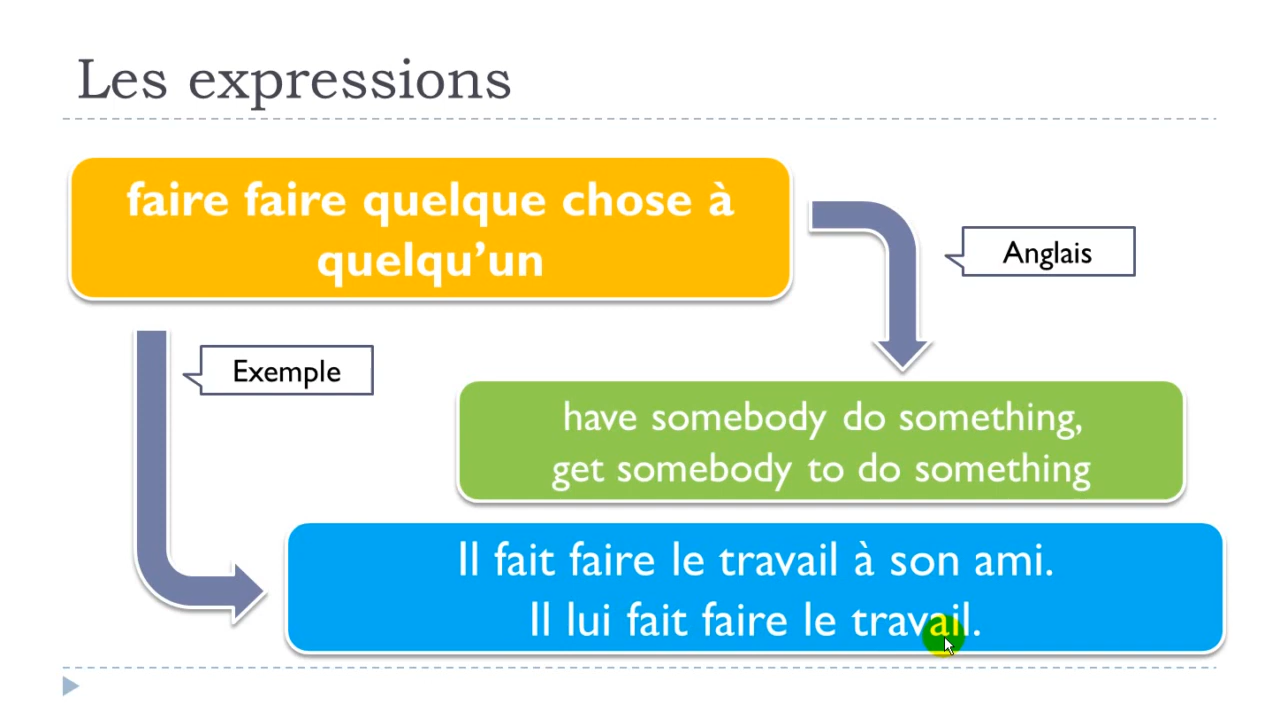 Les expressions
faire faire quelque chose à
quelqu’un
Anglais
Exemple
have somebody do something,
get somebody to do something
Il fait faire le travail à son ami.
Il lui fait faire le travail.